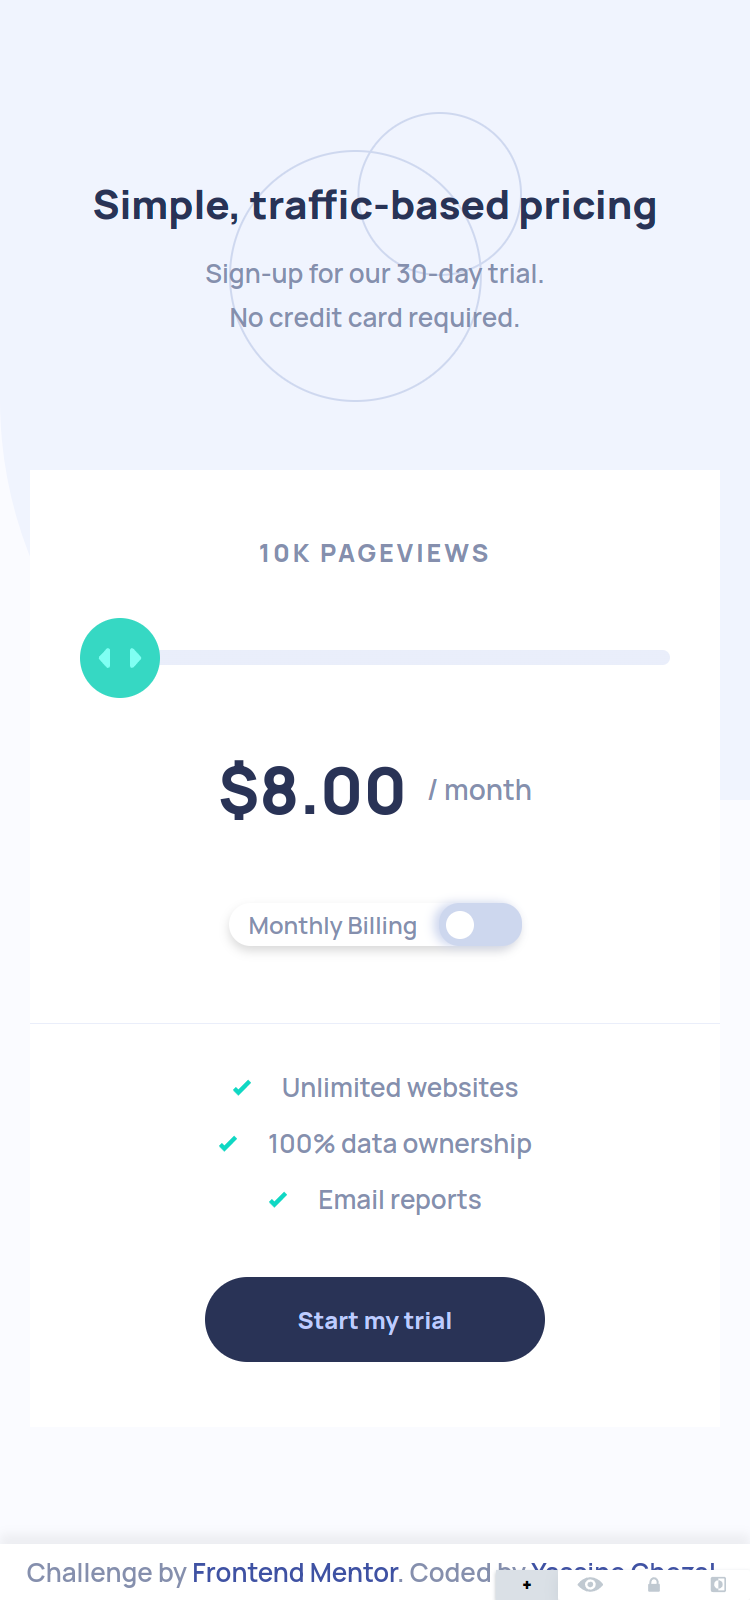 Simple, traffic-based pricing
Sign-up for our 30-day trial.
No credit card required.
10K PAGEVIEWS
$8.00 / month
Monthly Billing
Unlimited websites
100% data ownership
Email reports
Start my trial
Challenge by Frontend Mentor. Coded by